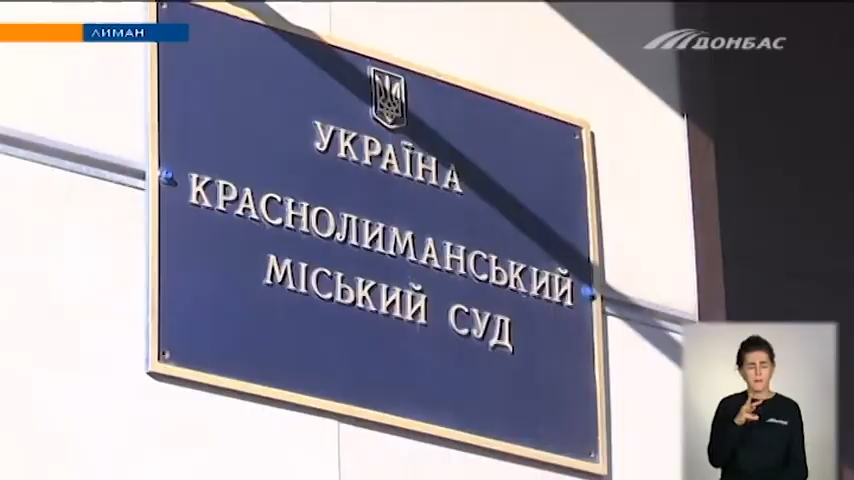 ЛИМАН
ДОНБАС
УКРАЇНА
КРАСНОЛИМАНСЬКИЙ
МІСЬКИЙ СУД